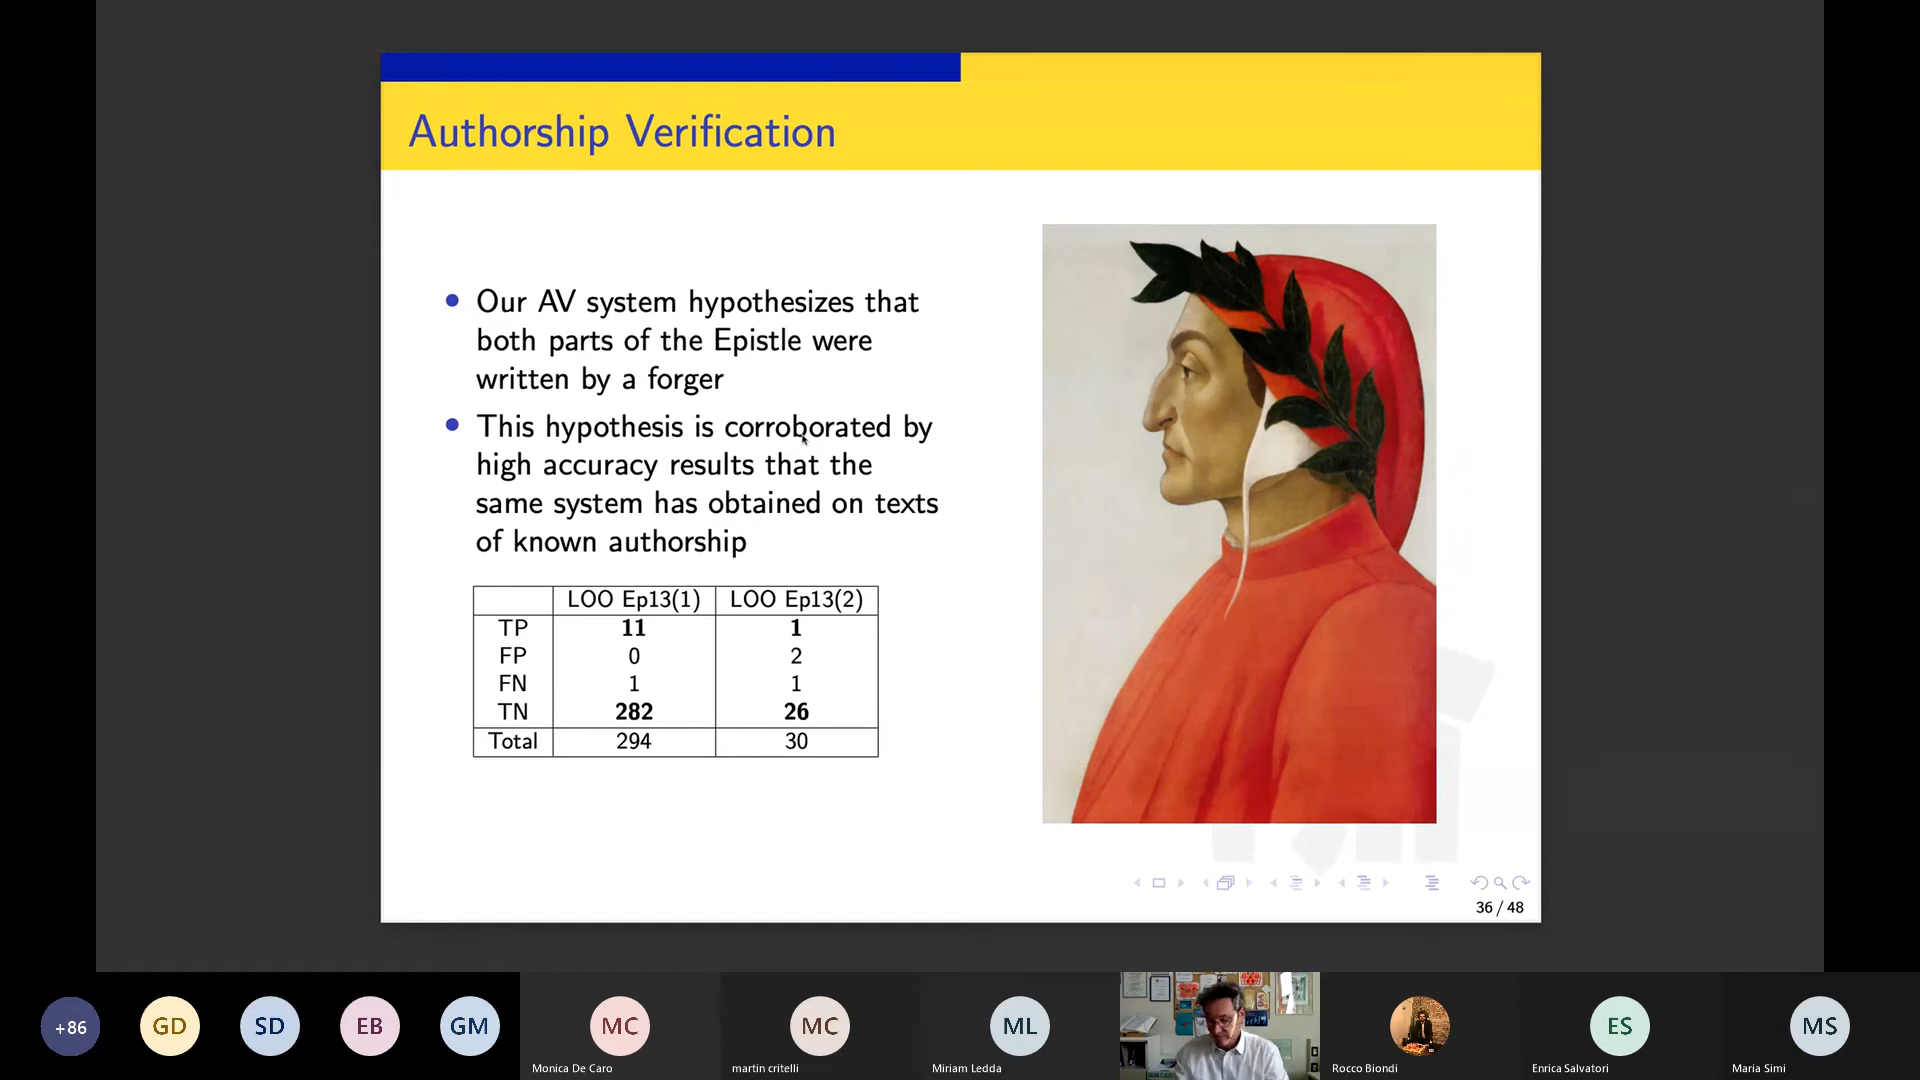 Authorship Verification
Our AV system hypothesizes that
both parts of the Epistle were
written by a forger
This hypothesis is corroborated by
high accuracy results that the
same system has obtained on texts
of known authorship
LOO Ep13(1) LOO Ep13(2)
TP 11 1
FP 0 2
FN 1 1
TN 282 26
Total 294 30
36 / 48
+86 GD SD EB GM MC MC ML ES MS
Monica De Caro martin critelli Miriam Ledda Rocco Biondi Enrica Salvatori Maria Simi